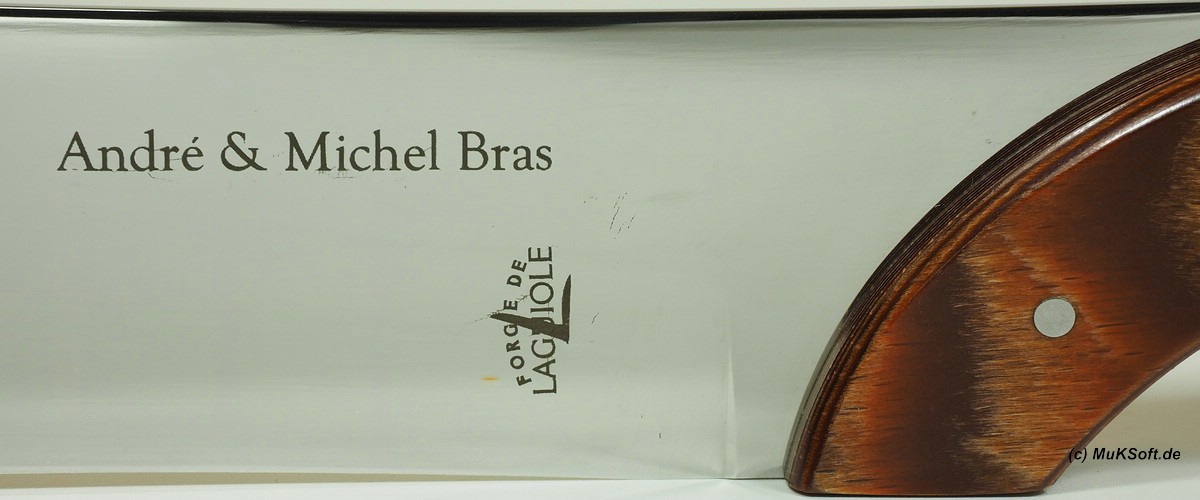 André & Michel Bras
FORGE DE
LAGUIOLE
(c) MuKSoft.de